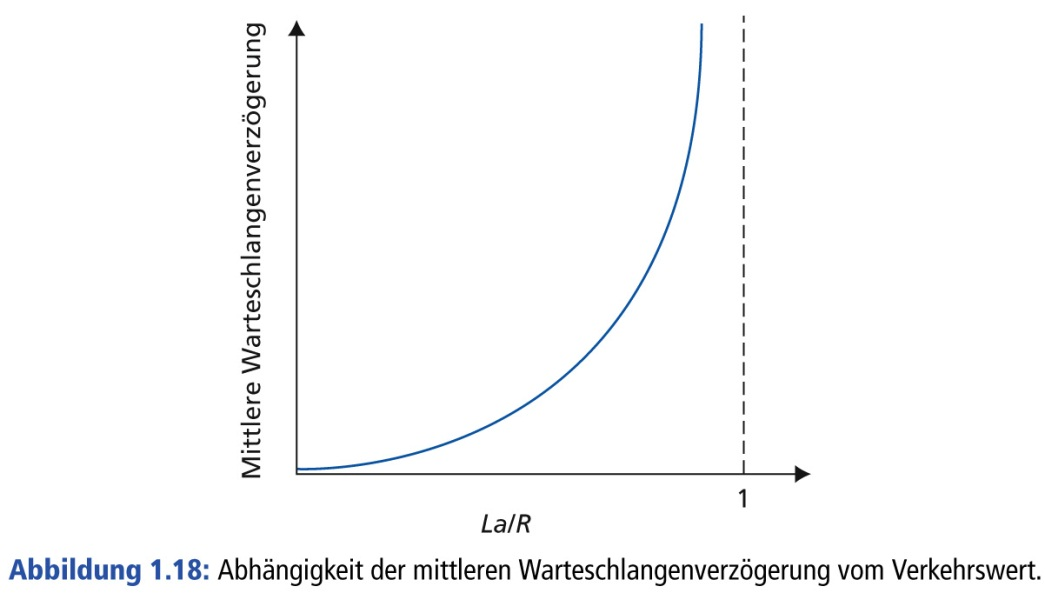 Mittlere Warteschlangenverzögerung
1
La/R
Abbildung 1.18: Abhängigkeit der mittleren Warteschlangenverzögerung vom Verkehrswert.